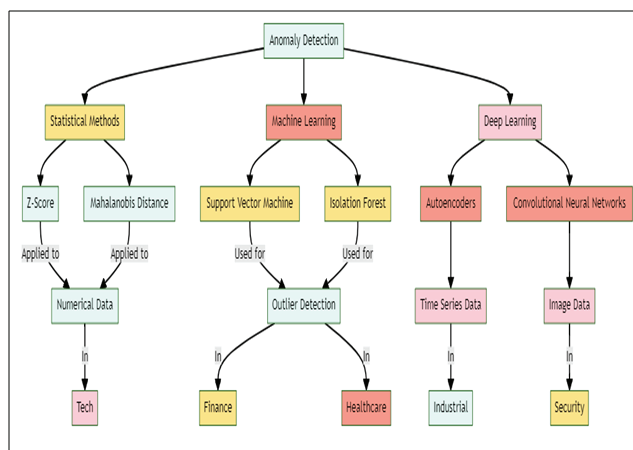 Anomaly Detection
Statistical Methods
Machine Learning
Deep Learning
Z-Score
Mahalanobis Distance
Support Vector Machine
Isolation Forest
Autoencoders
Convolutional Neural Networks
Applied to
Applied to
Used for
Used for
Numerical Data
Outlier Detection
Time Series Data
Image Data
In
In
In
In
In
Tech
Finance
Healthcare
Industrial
Security